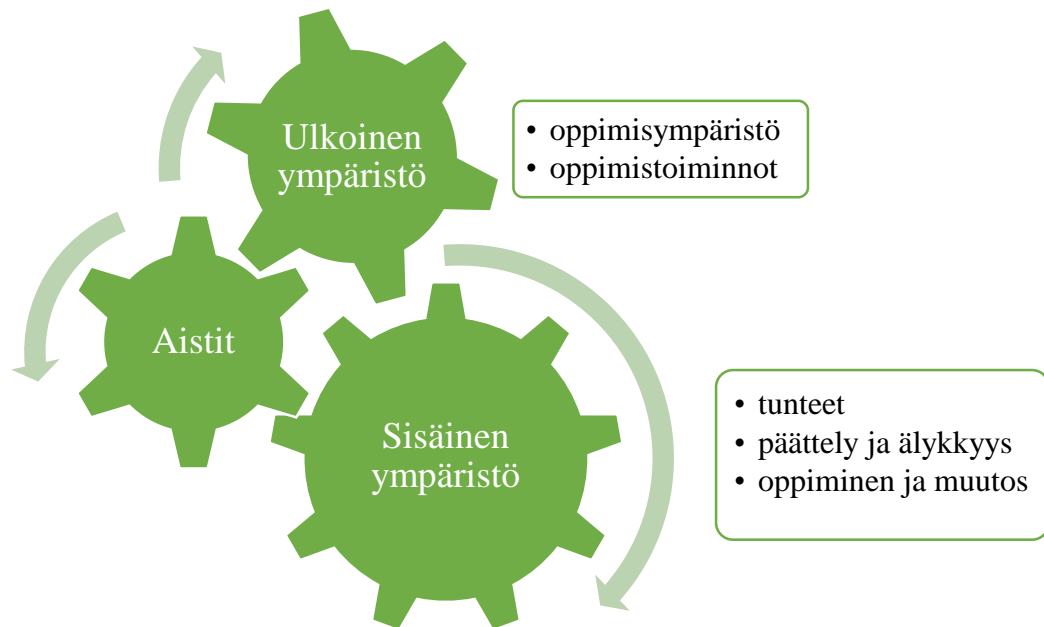 Ulkoinen
ympäristö
• oppimisympäristö
• oppimistoiminnot
Aistit
Sisäinen
ympäristö
• tunteet
• päättely ja älykkyys
• oppiminen ja muutos